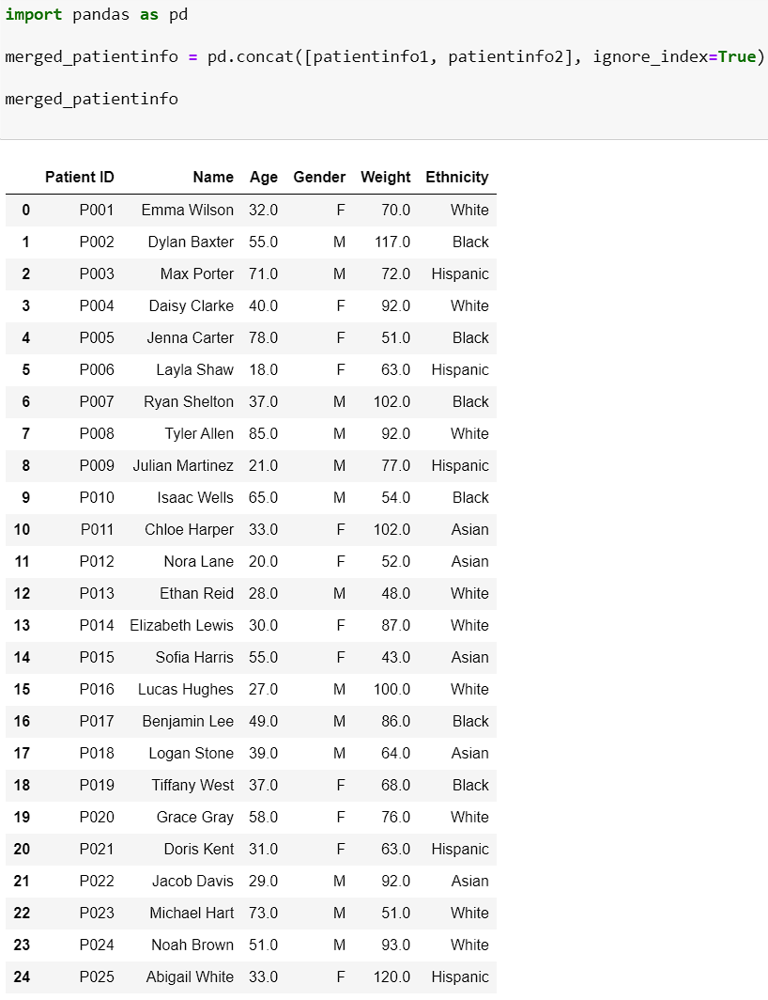 import pandas as pd
merged_patientinfo = pd.concat([patientinfo1, patientinfo2], ignore_index=True)
merged_patientinfo
Patient ID Name Age Gender Weight Ethnicity
0 P001 Emma Wilson 32.0 F 70.0 White
1 P002 Dylan Baxter 55.0 M 117.0 Black
2 P003 Max Porter 71.0 M 72.0 Hispanic
3 P004 Daisy Clarke 40.0 F 92.0 White
4 P005 Jenna Carter 78.0 F 51.0 Black
5 P006 Layla Shaw 18.0 F 63.0 Hispanic
6 P007 Ryan Shelton 37.0 M 102.0 Black
7 P008 Tyler Allen 85.0 M 92.0 White
8 P009 Julian Martinez 21.0 M 77.0 Hispanic
9 P010 Isaac Wells 65.0 M 54.0 Black
10 P011 Chloe Harper 33.0 F 102.0 Asian
11 P012 Nora Lane 20.0 F 52.0 Asian
12 P013 Ethan Reid 28.0 M 48.0 White
13 P014 Elizabeth Lewis 30.0 F 87.0 White
14 P015 Sofia Harris 55.0 F 43.0 Asian
15 P016 Lucas Hughes 27.0 M 100.0 White
16 P017 Benjamin Lee 49.0 M 86.0 Black
17 P018 Logan Stone 39.0 M 64.0 Asian
18 P019 Tiffany West 37.0 F 68.0 Black
19 P020 Grace Gray 58.0 F 76.0 White
20 P021 Doris Kent 31.0 F 63.0 Hispanic
21 P022 Jacob Davis 29.0 M 92.0 Asian
22 P023 Michael Hart 73.0 M 51.0 White
23 P024 Noah Brown 51.0 M 93.0 White
24 P025 Abigail White 33.0 F 120.0 Hispanic